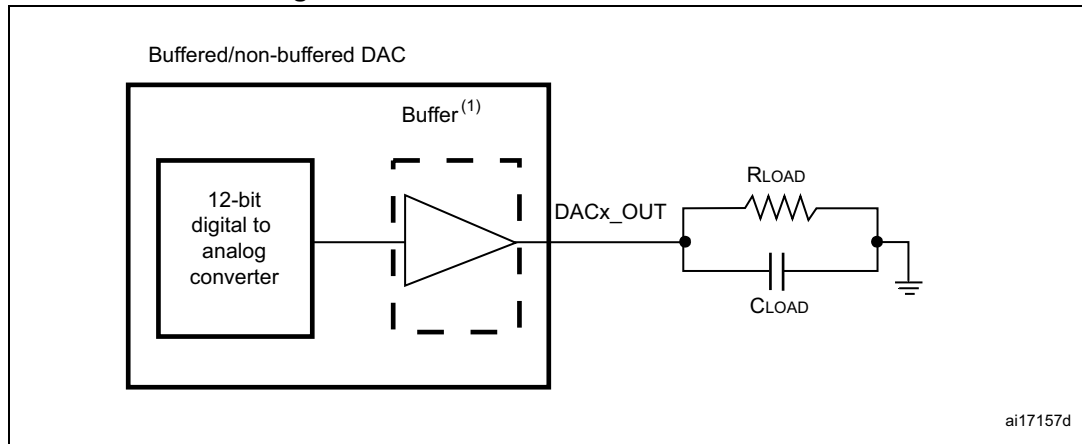 Buffered/non-buffered DAC
Buffer(1)
12-bit
digital to
analog
converter
DACx_OUT
RLOAD
CLOAD
ai17157d